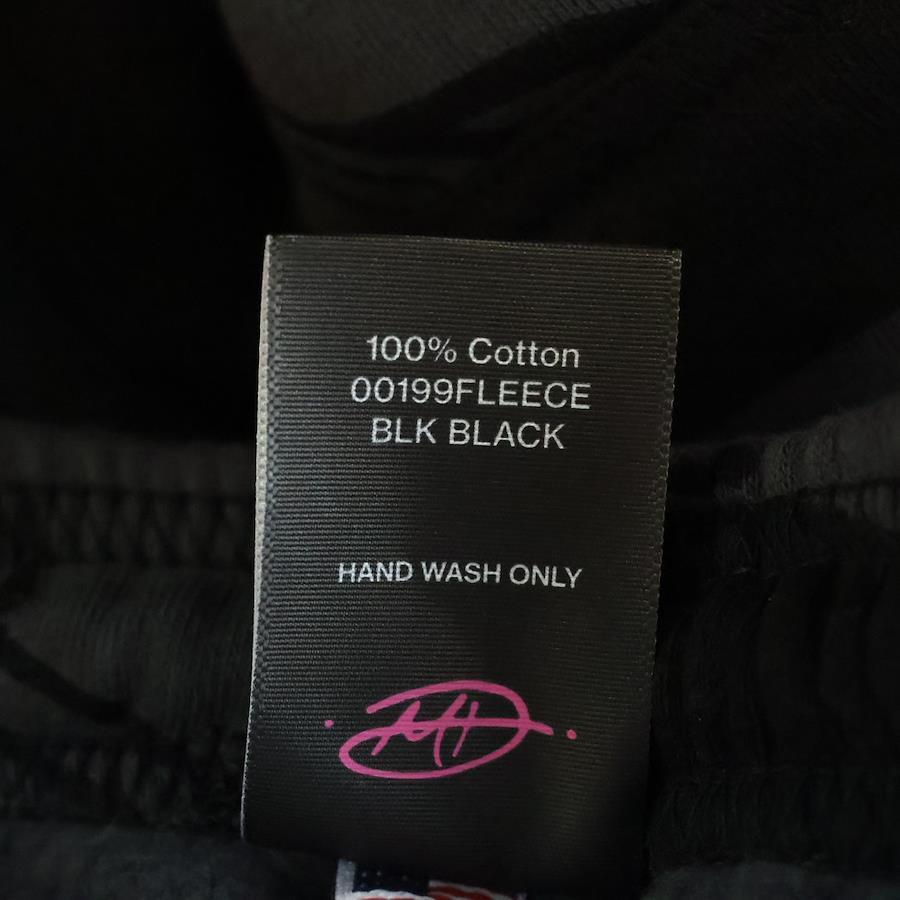 100% Cotton
00199FLEECE
BLK BLACK
HAND WASH ONLY